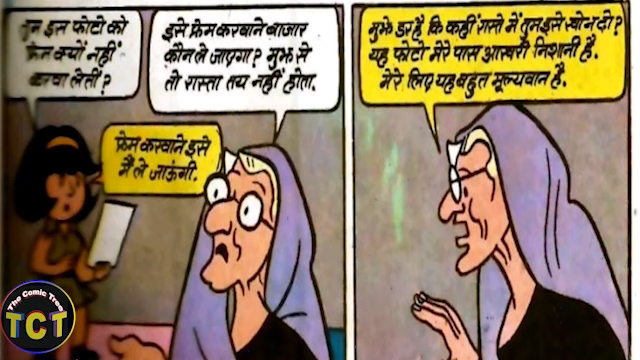 तुम इस फोटो को
फ्रेम क्यों नहीं
करवा लेतीं?
इसे फ्रेम करवाने बाजार
कौन ले जाएगा? मुझ से
तो रास्ता तय नहीं होता.
फ्रेम करवाने इसे
मैं ले जाऊंगी.
मुझे डर है कि कहीं रास्ते में तुम इसे खो न दो?
यह फोटो मेरे पास आखरी निशानी है.
मेरे लिए यह बहुत मूल्यवान है.
The Comic Tree
TCT